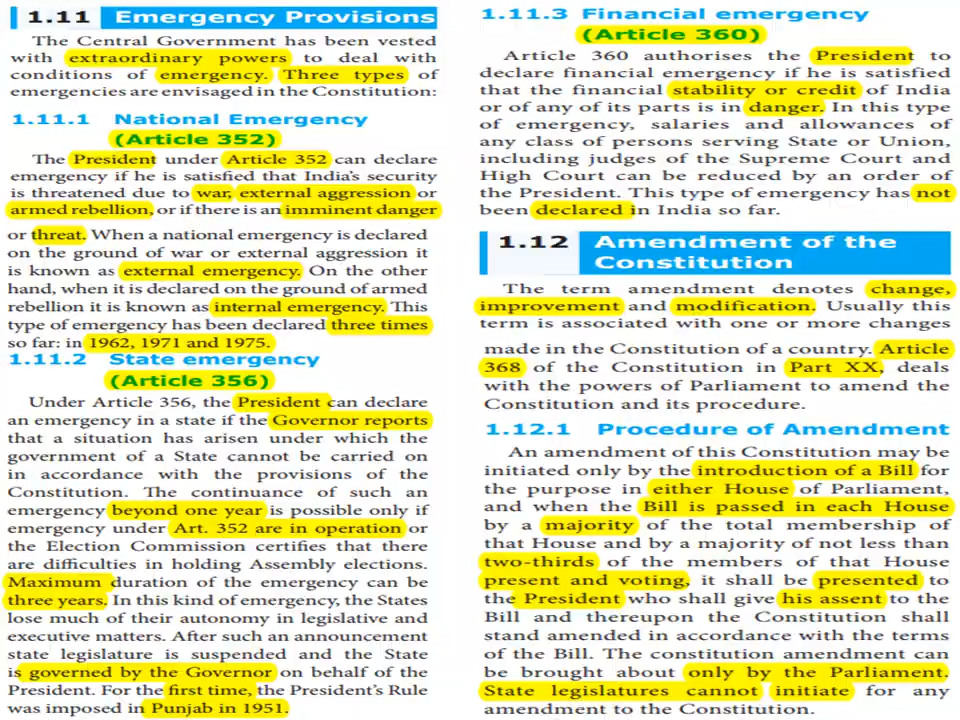 1.11 Emergency Provisions
The Central Government has been vested
with extraordinary powers to deal with
conditions of emergency. Three types of
emergencies are envisaged in the Constitution:
1.11.1 National Emergency
(Article 352)
The President under Article 352 can declare
emergency if he is satisfied that India's security
is threatened due to war, external aggression or
armed rebellion, or if there is an imminent danger
or threat. When a national emergency is declared
on the ground of war or external aggression it
is known as external emergency. On the other
hand, when it is declared on the ground of armed
rebellion it is known as internal emergency. This
type of emergency has been declared three times
so far: in 1962, 1971 and 1975.
1.11.2 State emergency
(Article 356)
Under Article 356, the President can declare
an emergency in a state if the Governor reports
that a situation has arisen under which the
government of a State cannot be carried on
in accordance with the provisions of the
Constitution. The continuance of such an
emergency beyond one year is possible only if
emergency under Art. 352 are in operation or
the Election Commission certifies that there
are difficulties in holding Assembly elections.
Maximum duration of the emergency can be
three years. In this kind of emergency, the States
lose much of their autonomy in legislative and
executive matters. After such an announcement
state legislature is suspended and the State
is governed by the Governor on behalf of the
President. For the first time, the President's Rule
was imposed in Punjab in 1951.
1.11.3 Financial emergency
(Article 360)
Article 360 authorises the President to
declare financial emergency if he is satisfied
that the financial stability or credit of India
or of any of its parts is in danger. In this type
of emergency, salaries and allowances of
any class of persons serving State or Union,
including judges of the Supreme Court and
High Court can be reduced by an order of
the President. This type of emergency has not
been declared in India so far.
1.12 Amendment of the
Constitution
The term amendment denotes change,
improvement and modification. Usually this
term is associated with one or more changes
made in the Constitution of a country. Article
368 of the Constitution in Part XX, deals
with the powers of Parliament to amend the
Constitution and its procedure.
1.12.1 Procedure of Amendment
An amendment of this Constitution may be
initiated only by the introduction of a Bill for
the purpose in either House of Parliament,
and when the Bill is passed in each House
by a majority of the total membership of
that House and by a majority of not less than
two-thirds of the members of that House
present and voting, it shall be presented to
the President who shall give his assent to the
Bill and thereupon the Constitution shall
stand amended in accordance with the terms
of the Bill. The constitution amendment can
be brought about only by the Parliament.
State legislatures cannot initiate for any
amendment to the Constitution.